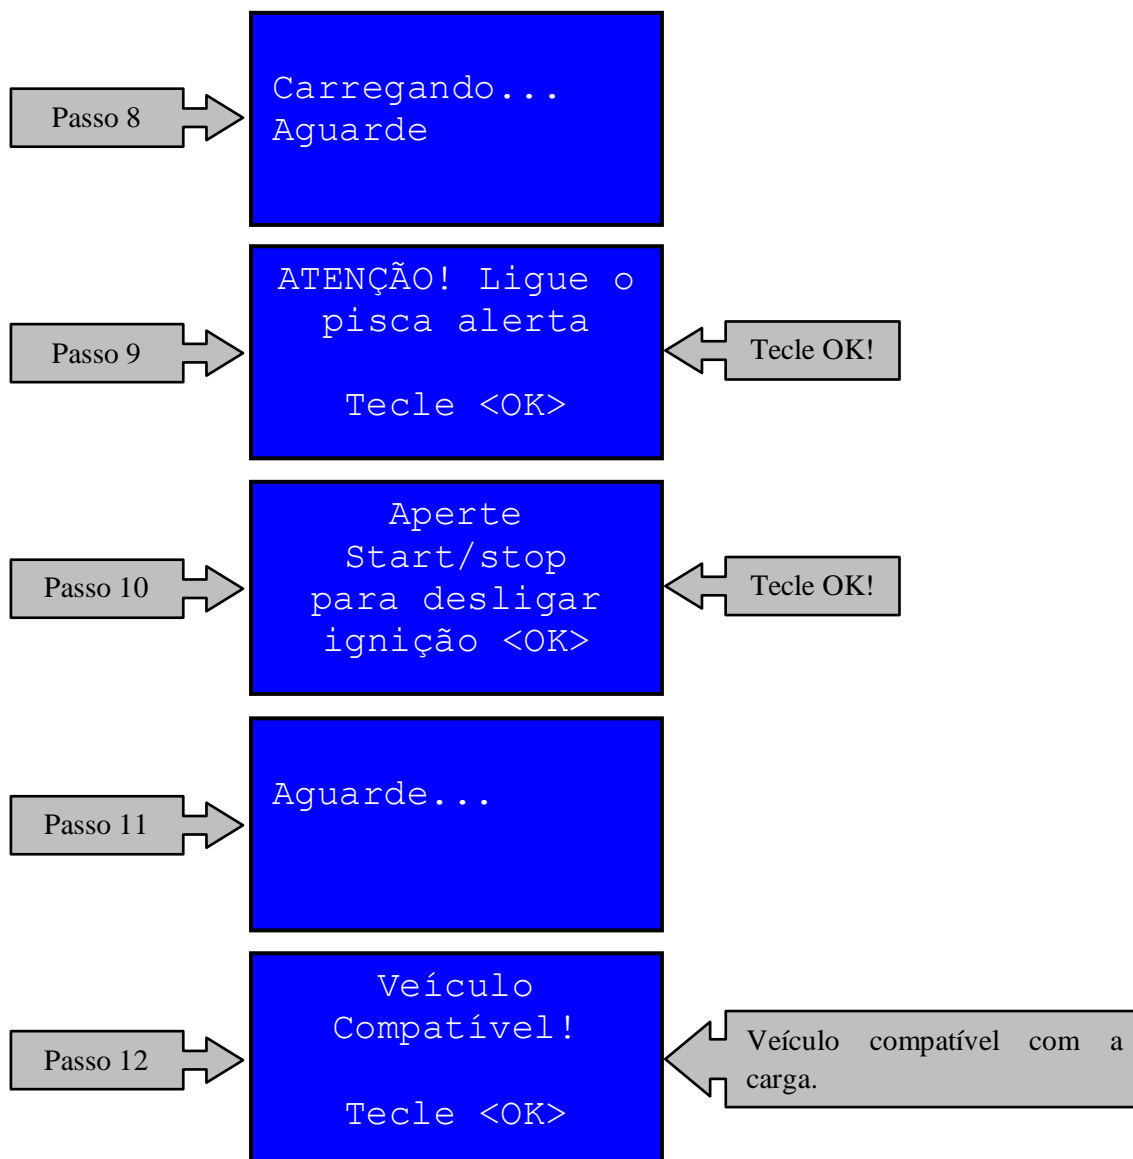 Passo 8
Carregando...
Aguarde
Passo 9
ATENÇÃO! Ligue o
pisca alerta
Tecle <OK>
Tecle OK!
Passo 10
Aperte
Start/stop
para desligar
ignição <OK>
Tecle OK!
Passo 11
Aguarde...
Passo 12
Veículo
Compatível!
Tecle <OK>
Veículo compatível com a
carga.